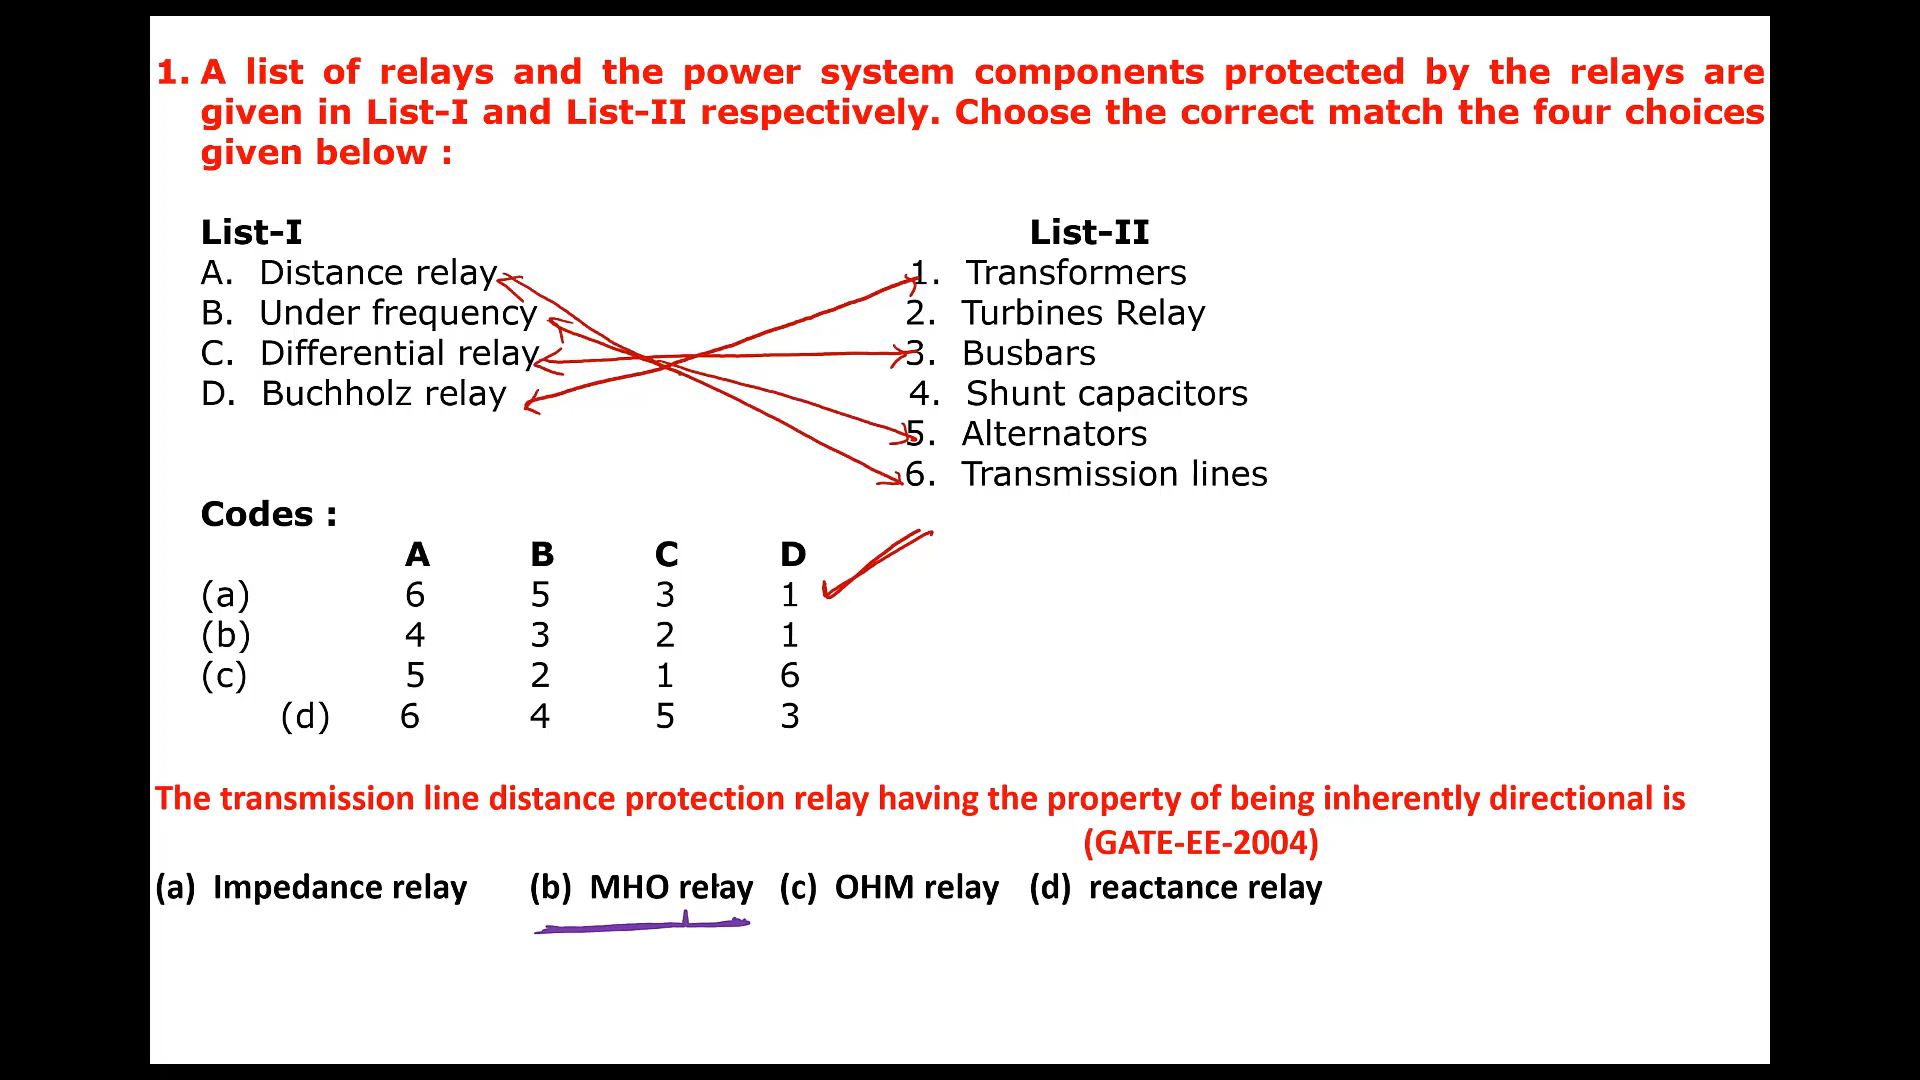 1. A list of relays and the power system components protected by the relays are
given in List-I and List-II respectively. Choose the correct match the four choices
given below :
List-I List-II
A. Distance relay 1. Transformers
B. Under frequency 2. Turbines Relay
C. Differential relay 3. Busbars
D. Buchholz relay 4. Shunt capacitors
5. Alternators
6. Transmission lines
Codes :
A B C D
(a) 6 5 3 1
(b) 4 3 2 1
(c) 5 2 1 6
(d) 6 4 5 3
The transmission line distance protection relay having the property of being inherently directional is
(GATE-EE-2004)
(a) Impedance relay (b) MHO relay (c) OHM relay (d) reactance relay